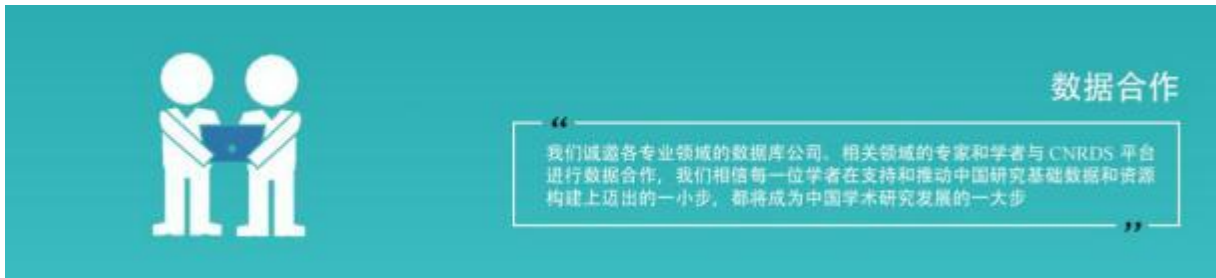 数据合作
“
我们诚邀各专业领域的数据库公司、相关领域的专家和学者与 CNRDS 平台
进行数据合作，我们相信每一位学者在支持和推动中国研究基础数据和资源
构建上迈出的一小步，都将成为中国学术研究发展的一大步
”